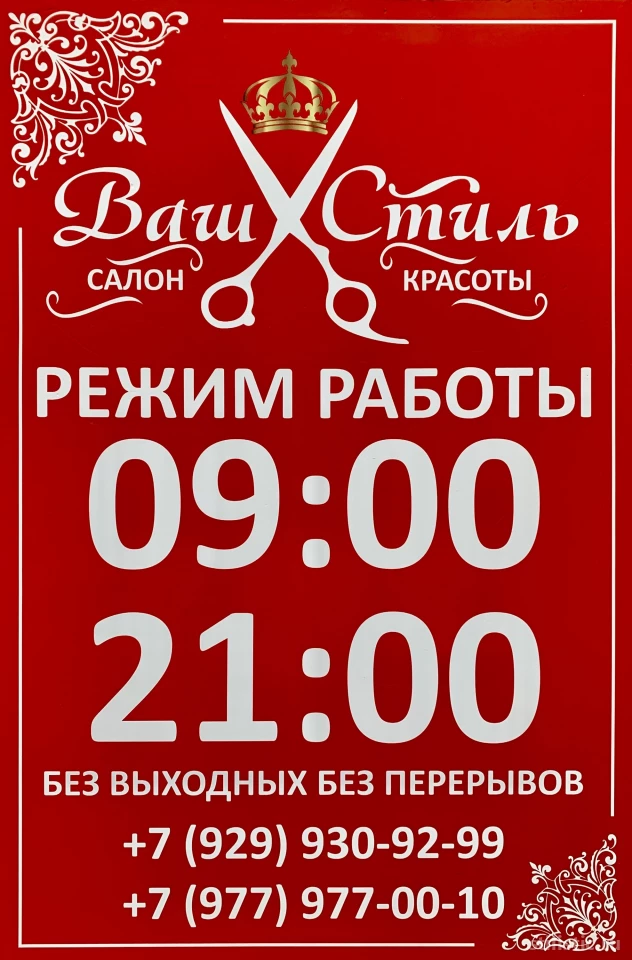 Ваш Стиль
САЛОН КРАСОТЫ
РЕЖИМ РАБОТЫ
09:00
21:00
БЕЗ ВЫХОДНЫХ БЕЗ ПЕРЕРЫВОВ
+7 (929) 930-92-99
+7 (977) 977-00-10